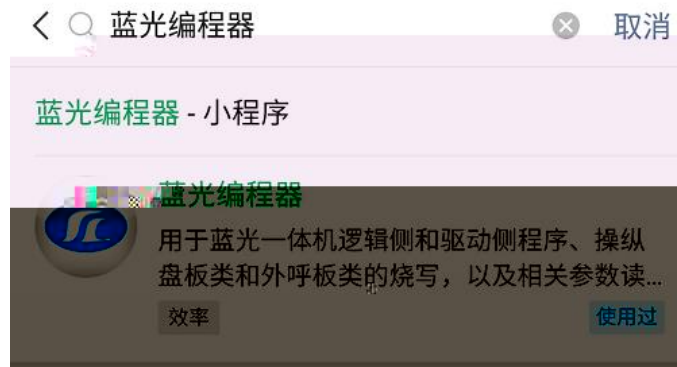 蓝光编程器
取消
蓝光编程器 - 小程序
蓝光编程器
用于蓝光一体机逻辑侧和驱动侧程序、操纵
盘板类和外呼板类的烧写，以及相关参数读...
效率
使用过